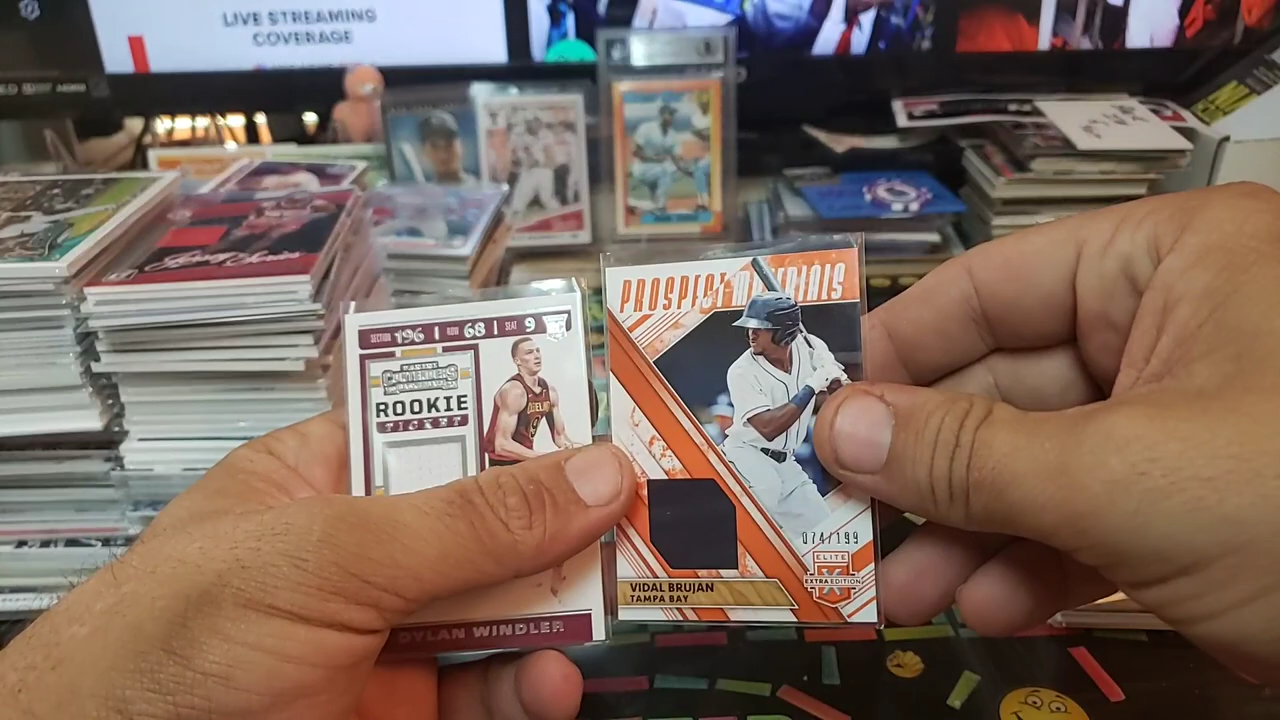 LIVE STREAMING
COVERAGE
SECTION 196 | ROW 68 | SEAT 9
PANINI
CONTENDERS
ROOKIE
TICKET
DYLAN WINDLER
PROSPECT MATERIALS
074/199
ELITE
EXTRA EDITION
VIDAL BRUJAN
TAMPA BAY